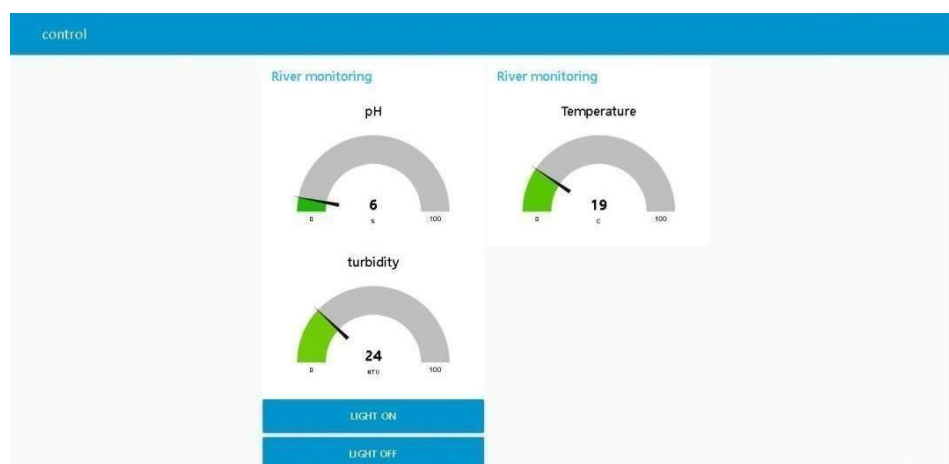 control
River monitoring
pH
6
%
0
100
turbidity
24
NTU
0
100
LIGHT ON
LIGHT OFF
River monitoring
Temperature
19
C
0
100